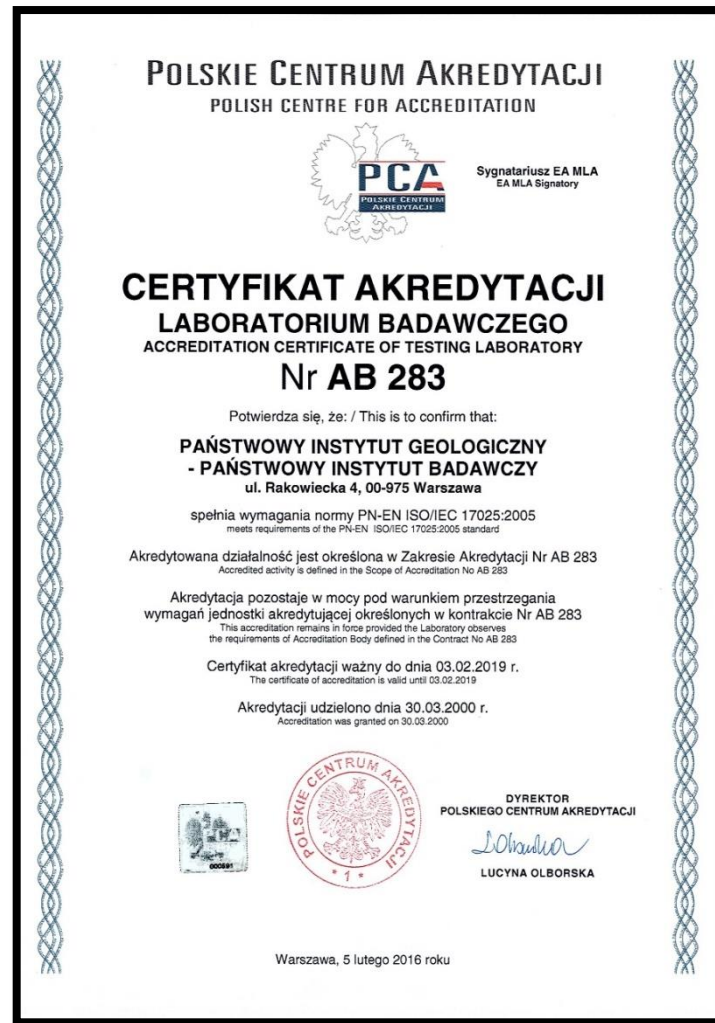 POLSKIE CENTRUM AKREDYTACJI
POLISH CENTRE FOR ACCREDITATION
PCA
POLSKIE CENTRUM
AKREDYTACJI
Sygnatariusz EA MLA
EA MLA Signatory
CERTYFIKAT AKREDYTACJI
LABORATORIUM BADAWCZEGO
ACCREDITATION CERTIFICATE OF TESTING LABORATORY
Nr AB 283
Potwierdza się, że: / This is to confirm that:
PAŃSTWOWY INSTYTUT GEOLOGICZNY
- PAŃSTWOWY INSTYTUT BADAWCZY
ul. Rakowiecka 4, 00-975 Warszawa
spełnia wymagania normy PN-EN ISO/IEC 17025:2005
meets requirements of the PN-EN ISO/IEC 17025:2005 standard
Akredytowana działalność jest określona w Zakresie Akredytacji Nr AB 283
Accredited activity is defined in the Scope of Accreditation No AB 283
Akredytacja pozostaje w mocy pod warunkiem przestrzegania
wymagań jednostki akredytującej określonych w kontrakcie Nr AB 283
This accreditation remains in force provided the Laboratory observes
the requirements of Accreditation Body defined in the Contract No AB 283
Certyfikat akredytacji ważny do dnia 03.02.2019 r.
The certificate of accreditation is valid until 03.02.2019
Akredytacji udzielono dnia 30.03.2000 r.
Accreditation was granted on 30.03.2000
POLSKIE CENTRUM AKREDYTACJI
* 1 *
000591
DYREKTOR
POLSKIEGO CENTRUM AKREDYTACJI
LUCYNA OLBORSKA
Warszawa, 5 lutego 2016 roku